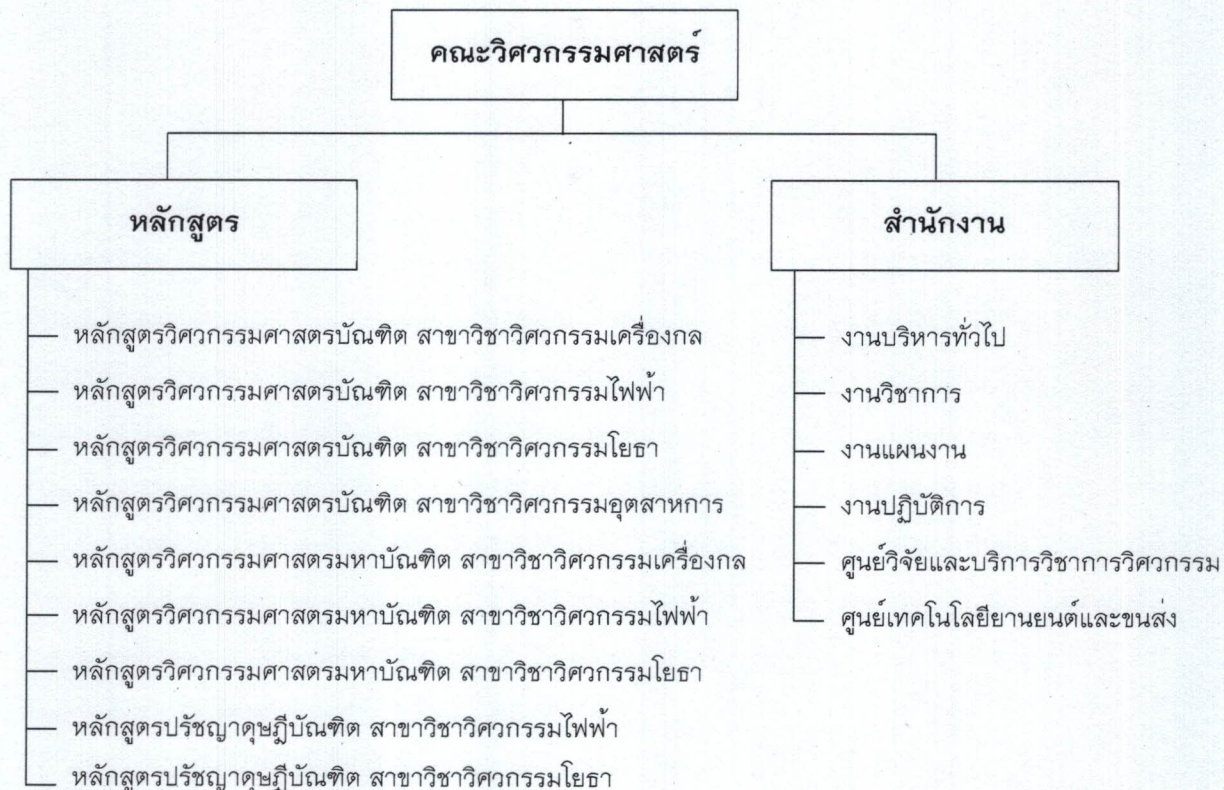 คณะวิศวกรรมศาสตร์
หลักสูตร
หลักสูตรวิศวกรรมศาสตรบัณฑิต สาขาวิชาวิศวกรรมเครื่องกล
หลักสูตรวิศวกรรมศาสตรบัณฑิต สาขาวิชาวิศวกรรมไฟฟ้า
หลักสูตรวิศวกรรมศาสตรบัณฑิต สาขาวิชาวิศวกรรมโยธา
หลักสูตรวิศวกรรมศาสตรบัณฑิต สาขาวิชาวิศวกรรมอุตสาหการ
หลักสูตรวิศวกรรมศาสตรมหาบัณฑิต สาขาวิชาวิศวกรรมเครื่องกล
หลักสูตรวิศวกรรมศาสตรมหาบัณฑิต สาขาวิชาวิศวกรรมไฟฟ้า
หลักสูตรวิศวกรรมศาสตรมหาบัณฑิต สาขาวิชาวิศวกรรมโยธา
หลักสูตรปรัชญาดุษฎีบัณฑิต สาขาวิชาวิศวกรรมไฟฟ้า
หลักสูตรปรัชญาดุษฎีบัณฑิต สาขาวิชาวิศวกรรมโยธา
สำนักงาน
งานบริหารทั่วไป
งานวิชาการ
งานแผนงาน
งานปฏิบัติการ
ศูนย์วิจัยและบริการวิชาการวิศวกรรม
ศูนย์เทคโนโลยียานยนต์และขนส่ง